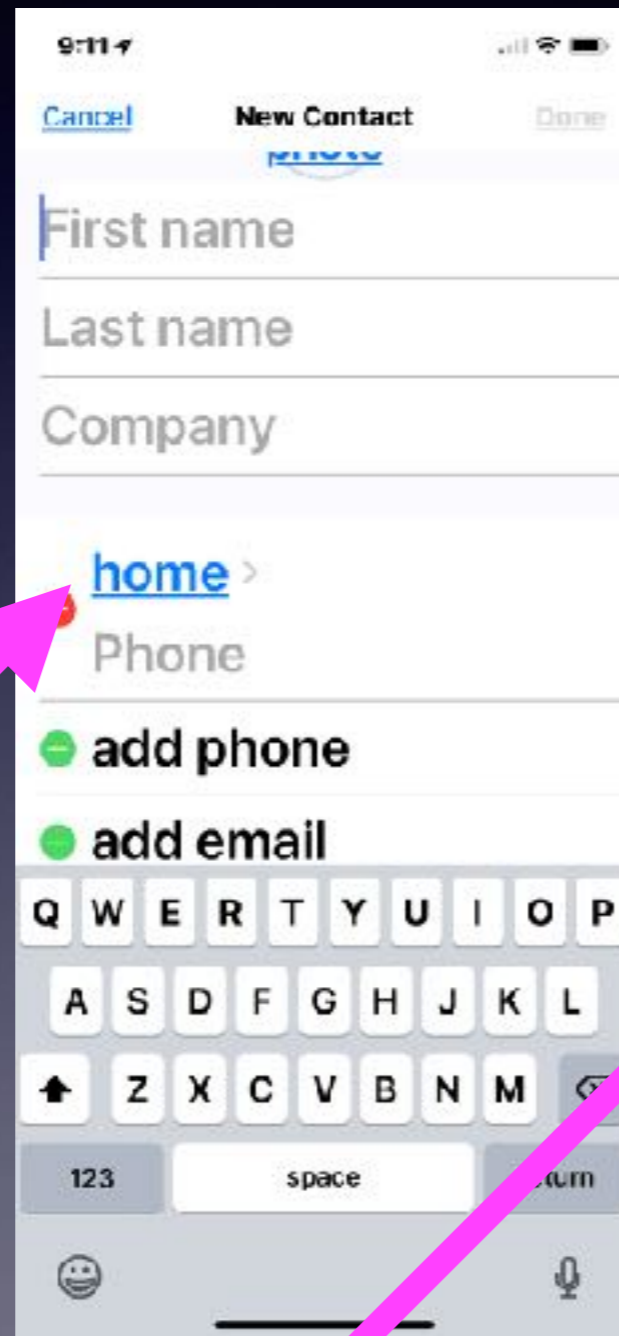 9:11
Cancel New Contact Done
photo
First name
Last name
Company
home
Phone
add phone
add email
Q W E R T Y U I O P
A S D F G H J K L
Z X C V B N M
123 space